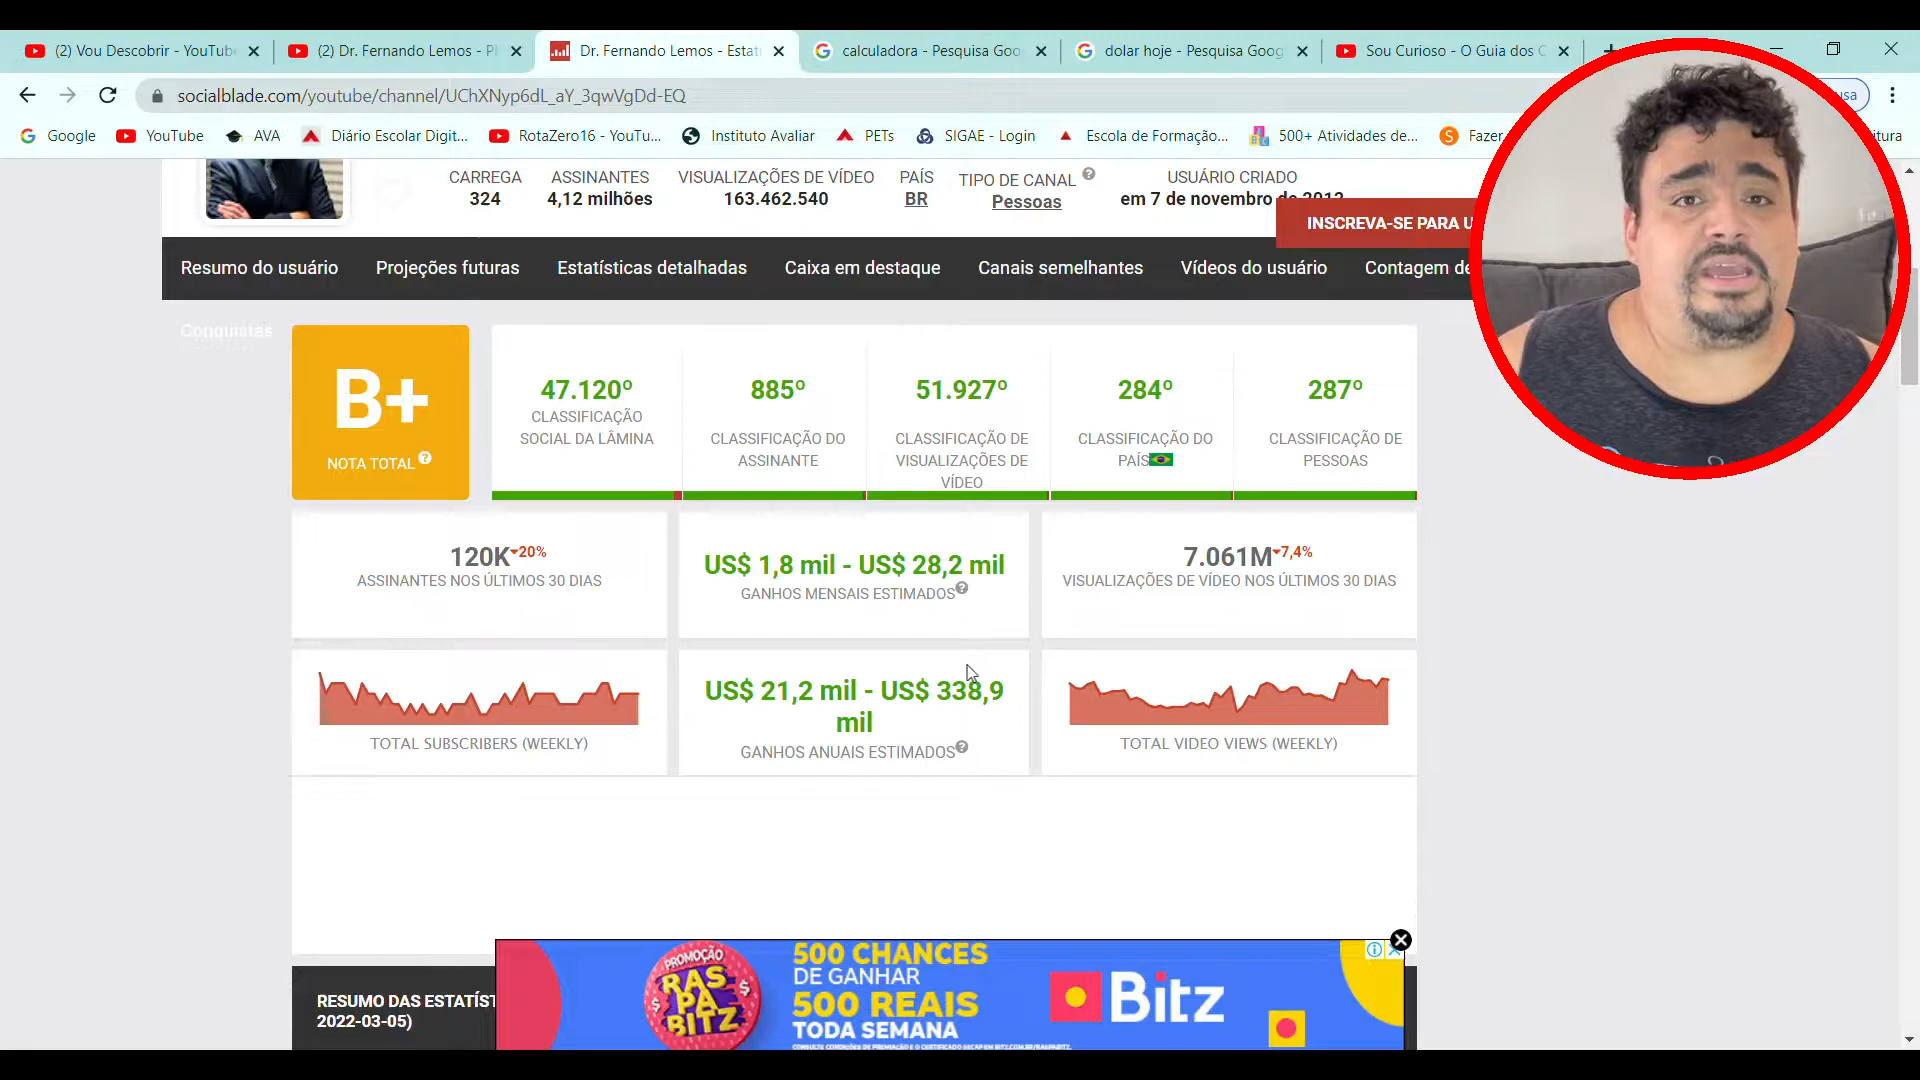 (2) Vou Descobrir - YouTub
(2) Dr. Fernando Lemos - Pl
Dr. Fernando Lemos - Estat
calculadora - Pesquisa Goo
dolar hoje - Pesquisa Goog
Sou Curioso - O Guia dos C
socialblade.com/youtube/channel/UChXNyp6dL_aY_3qwVgDd-EQ
usa
Google
YouTube
AVA
Diário Escolar Digit...
RotaZero16 - YouTu...
Instituto Avaliar
PETs
SIGAE - Login
Escola de Formação...
500+ Atividades de...
Fazer
itura
CARREGA
324
ASSINANTES
4,12 milhões
VISUALIZAÇÕES DE VÍDEO
163.462.540
PAÍS
BR
TIPO DE CANAL
Pessoas
USUÁRIO CRIADO
em 7 de novembro de 2012
INSCREVA-SE PARA U
Resumo do usuário
Projeções futuras
Estatísticas detalhadas
Caixa em destaque
Canais semelhantes
Vídeos do usuário
Contagem de
Conquistas
B+
NOTA TOTAL
47.120º
CLASSIFICAÇÃO
SOCIAL DA LÂMINA
885º
CLASSIFICAÇÃO DO
ASSINANTE
51.927º
CLASSIFICAÇÃO DE
VISUALIZAÇÕES DE
VÍDEO
284º
CLASSIFICAÇÃO DO
PAÍS
287º
CLASSIFICAÇÃO DE
PESSOAS
120K 20%
ASSINANTES NOS ÚLTIMOS 30 DIAS
US$ 1,8 mil - US$ 28,2 mil
GANHOS MENSAIS ESTIMADOS
7.061M 7,4%
VISUALIZAÇÕES DE VÍDEO NOS ÚLTIMOS 30 DIAS
TOTAL SUBSCRIBERS (WEEKLY)
US$ 21,2 mil - US$ 338,9
mil
GANHOS ANUAIS ESTIMADOS
TOTAL VIDEO VIEWS (WEEKLY)
RESUMO DAS ESTATÍST
2022-03-05)
PROMOÇÃO
RAS
PA
BITZ
500 CHANCES
DE GANHAR
500 REAIS
TODA SEMANA
Bitz